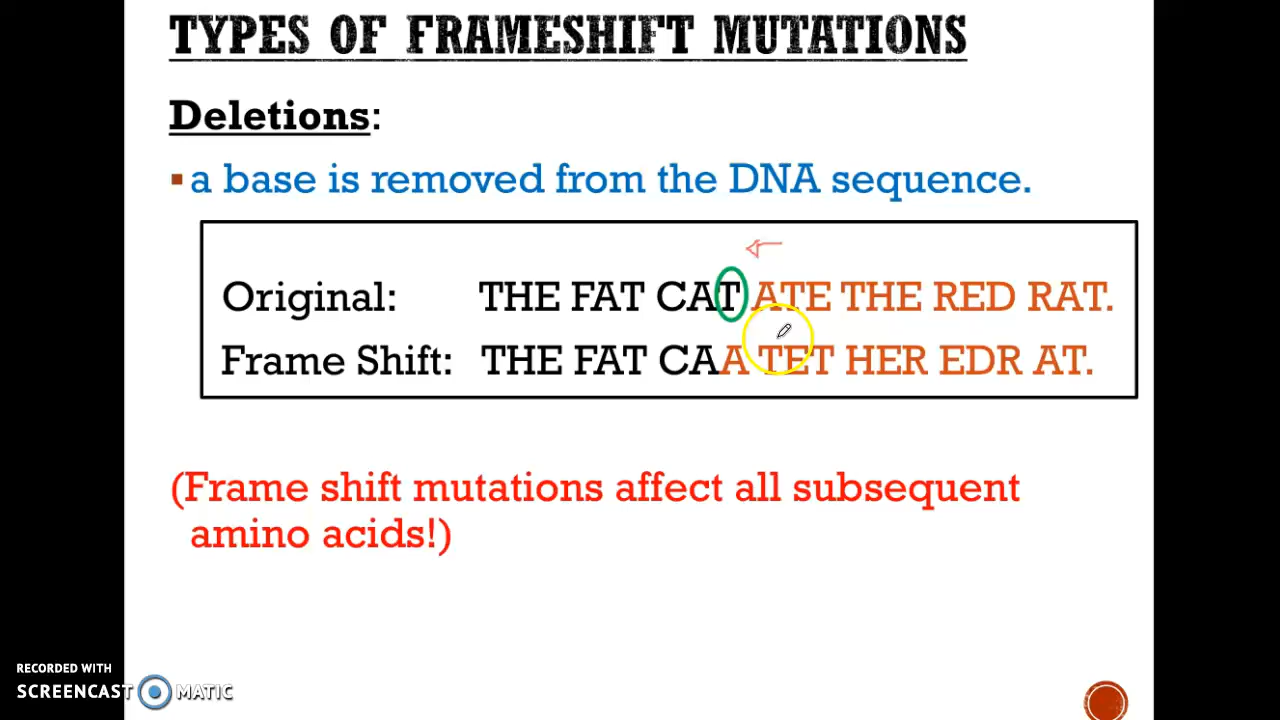 TYPES OF FRAMESHIFT MUTATIONS
Deletions:
▪ a base is removed from the DNA sequence.
Original: THE FAT CAT ATE THE RED RAT.
Frame Shift: THE FAT CAA TET HER EDR AT.
(Frame shift mutations affect all subsequent
amino acids!)
RECORDED WITH
SCREENCAST MATIC